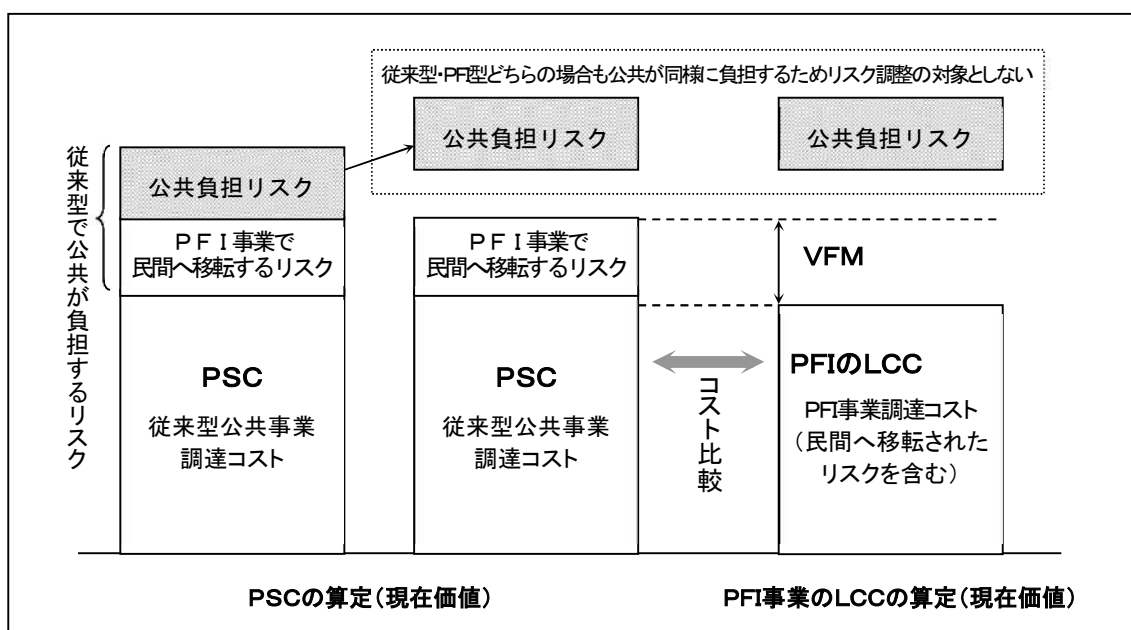 従来型・PFI型どちらの場合も公共が同様に負担するためリスク調整の対象としない
公共負担リスク
公共負担リスク
従来型で公共が負担するリスク
公共負担リスク
PFI事業で
民間へ移転するリスク
PSC
従来型公共事業
調達コスト
PFI事業で
民間へ移転するリスク
PSC
従来型公共事業
調達コスト
コスト比較
VFM
PFIのLCC
PFI事業調達コスト
(民間へ移転された
リスクを含む)
PSCの算定(現在価値)
PFI事業のLCCの算定(現在価値)